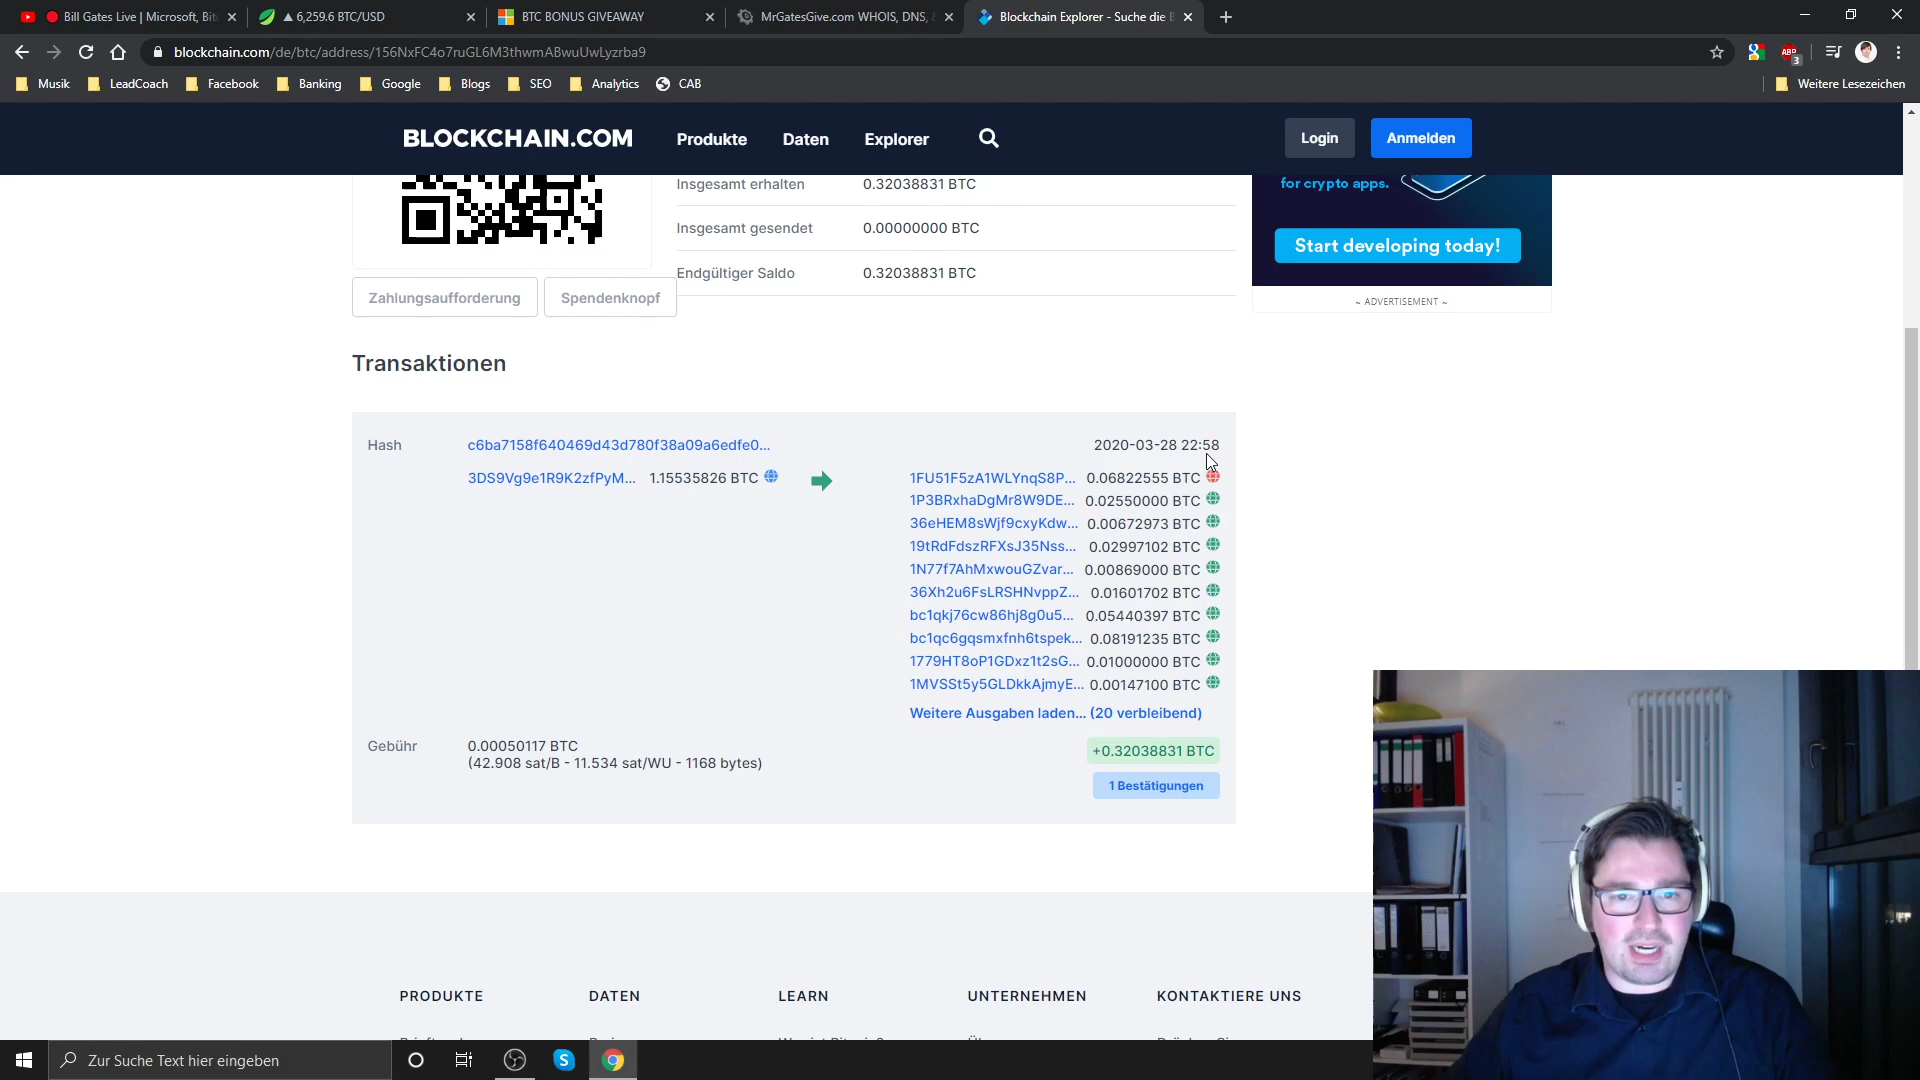 Bill Gates Live | Microsoft, Bit
▲ 6,259.6 BTC/USD
BTC BONUS GIVEAWAY
MrGatesGive.com WHOIS, DNS, &
Blockchain Explorer - Suche die B
blockchain.com/de/btc/address/156NxFC4o7ruGL6M3thwmABwuUwLyzrba9
ABP
3
Musik
LeadCoach
Facebook
Banking
Google
Blogs
SEO
Analytics
CAB
Weitere Lesezeichen
BLOCKCHAIN.COM
Produkte
Daten
Explorer
Login
Anmelden
Insgesamt erhalten 0.32038831 BTC
for crypto apps.
Insgesamt gesendet 0.00000000 BTC
Start developing today!
Endgültiger Saldo 0.32038831 BTC
Zahlungsaufforderung
Spendenknopf
~ ADVERTISEMENT ~
Transaktionen
Hash c6ba7158f640469d43d780f38a09a6edfe0... 2020-03-28 22:58
3DS9Vg9e1R9K2zfPyM... 1.15535826 BTC
1FU51F5zA1WLYnqS8P... 0.06822555 BTC
1P3BRxhaDgMr8W9DE... 0.02550000 BTC
36eHEM8sWjf9cxyKdw... 0.00672973 BTC
19tRdFdszRFXsJ35Nss... 0.02997102 BTC
1N77f7AhMxwouGZvar... 0.00869000 BTC
36Xh2u6FsLRSHNvppZ... 0.01601702 BTC
bc1qkj76cw86hj8g0u5... 0.05440397 BTC
bc1qc6gqsmxfnh6tspek... 0.08191235 BTC
1779HT8oP1GDxz1t2sG... 0.01000000 BTC
1MVSSt5y5GLDkkAjmyE... 0.00147100 BTC
Weitere Ausgaben laden... (20 verbleibend)
Gebühr 0.00050117 BTC
(42.908 sat/B - 11.534 sat/WU - 1168 bytes)
+0.32038831 BTC
1 Bestätigungen
PRODUKTE
DATEN
LEARN
UNTERNEHMEN
KONTAKTIERE UNS
Zur Suche Text hier eingeben